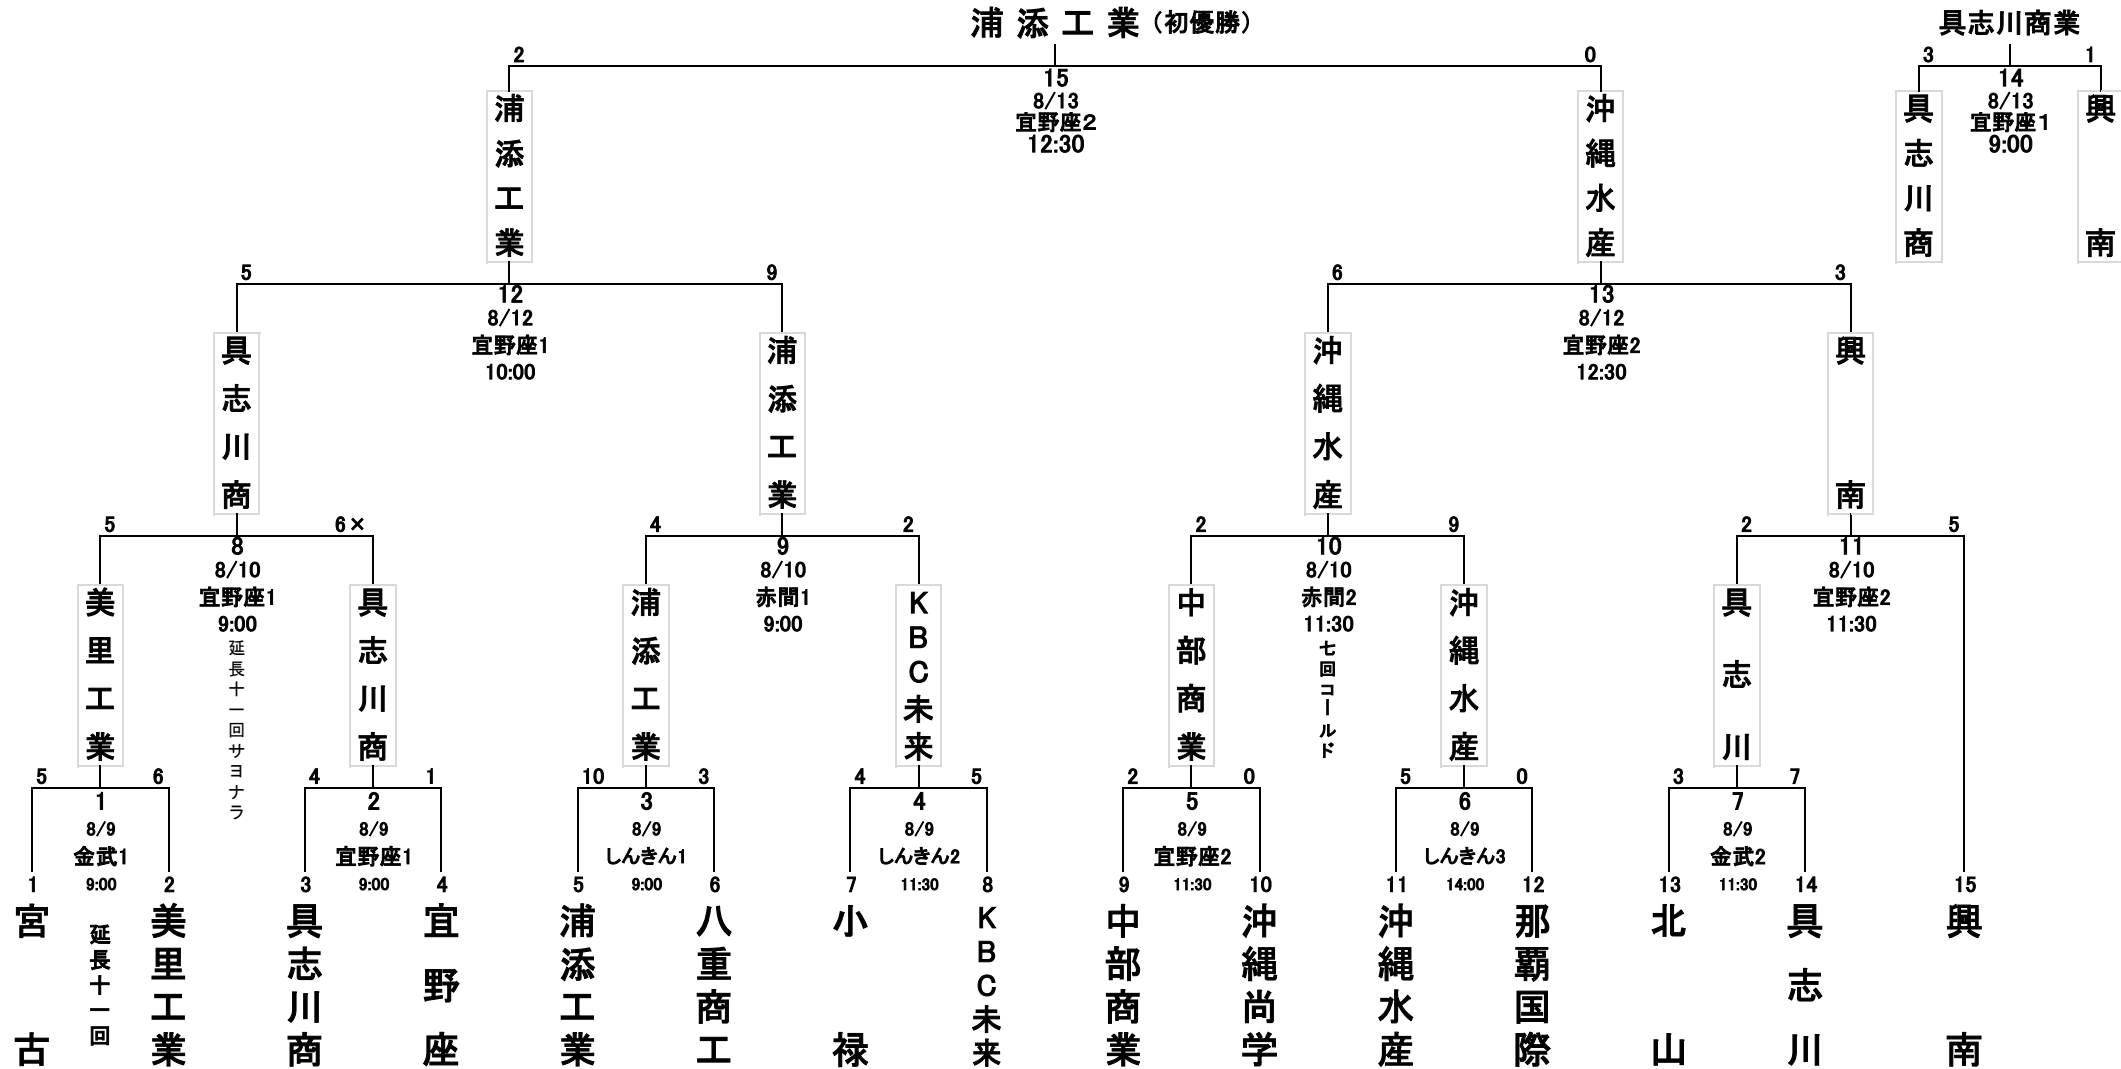 浦添工業（初優勝）
具志川商業
2
0
15
8/13
宜野座2
12:30
3
1
14
8/13
宜野座1
9:00
浦添工業
沖縄水産
具志川商
興南
5
9
12
8/12
宜野座1
10:00
6
3
13
8/12
宜野座2
12:30
具志川商
浦添工業
沖縄水産
興南
5
6×
8
8/10
宜野座1
9:00
延長十一回サヨナラ
4
2
9
8/10
赤間1
9:00
2
9
10
8/10
赤間2
11:30
七回コールド
2
5
11
8/10
宜野座2
11:30
美里工業
具志川商
浦添工業
KBC未来
中部商業
沖縄水産
具志川
5
6
1
8/9
金武1
9:00
延長十一回
4
1
2
8/9
宜野座1
9:00
10
3
3
8/9
しんきん1
9:00
4
5
4
8/9
しんきん2
11:30
2
0
5
8/9
宜野座2
11:30
5
0
6
8/9
しんきん3
14:00
3
7
7
8/9
金武2
11:30
1
宮古
2
美里工業
3
具志川商
4
宜野座
5
浦添工業
6
八重商工
7
小禄
8
KBC未来
9
中部商業
10
沖縄尚学
11
沖縄水産
12
那覇国際
13
北山
14
具志川
15
興南